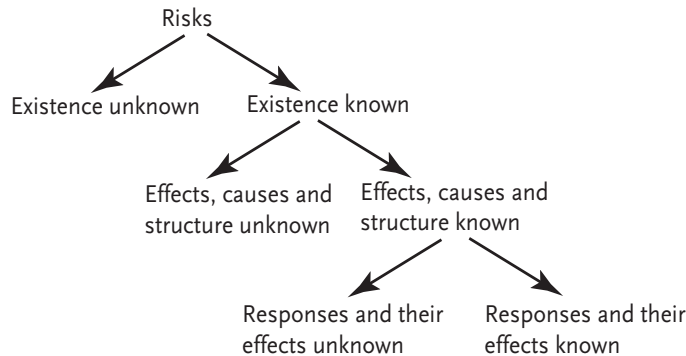 Risks
Existence unknown
Existence known
Effects, causes and
structure unknown
Effects, causes and
structure known
Responses and their
effects unknown
Responses and their
effects known